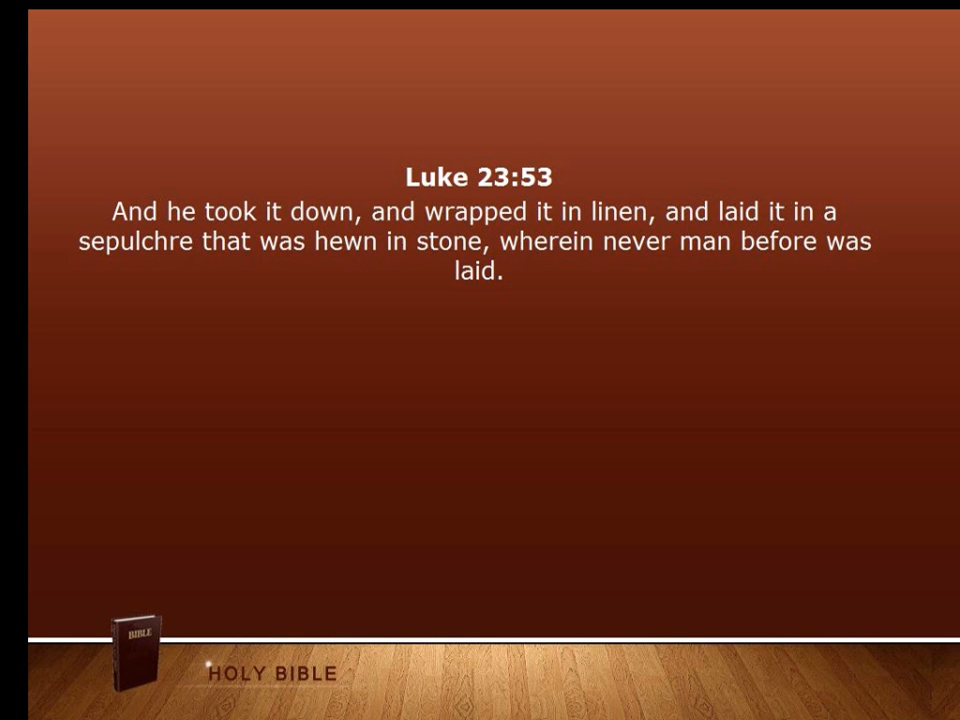 Luke 23:53
And he took it down, and wrapped it in linen, and laid it in a
sepulchre that was hewn in stone, wherein never man before was
laid.
BIBLE
HOLY BIBLE